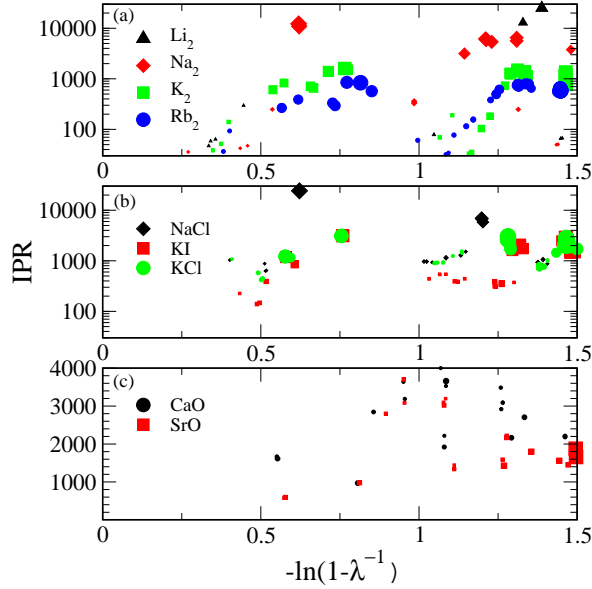 (a)
10000
1000
100
Li₂
Na₂
K₂
Rb₂
0 0.5 1 1.5
(b)
10000
1000
100
NaCl
KI
KCl
IPR
0 0.5 1 1.5
(c)
4000
3000
2000
1000
CaO
SrO
0 0.5 1 1.5
-ln(1-λ⁻¹)